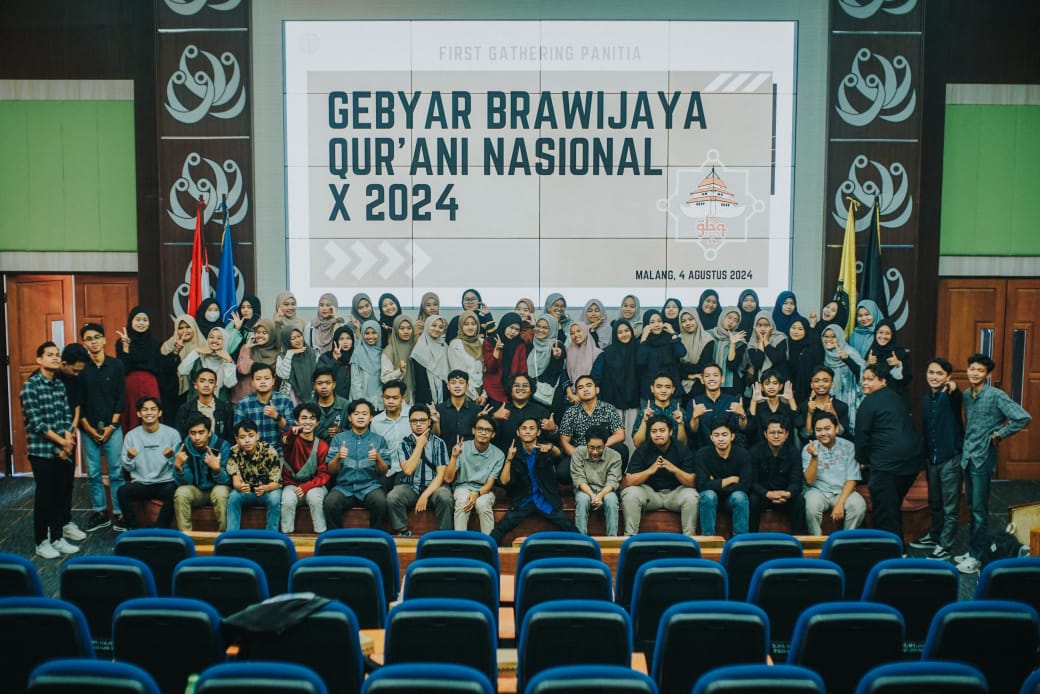 FIRST GATHERING PANITIA
GEBYAR BRAWIJAYA
QUR'ANI NASIONAL
X 2024
MALANG, 4 AGUSTUS 2024